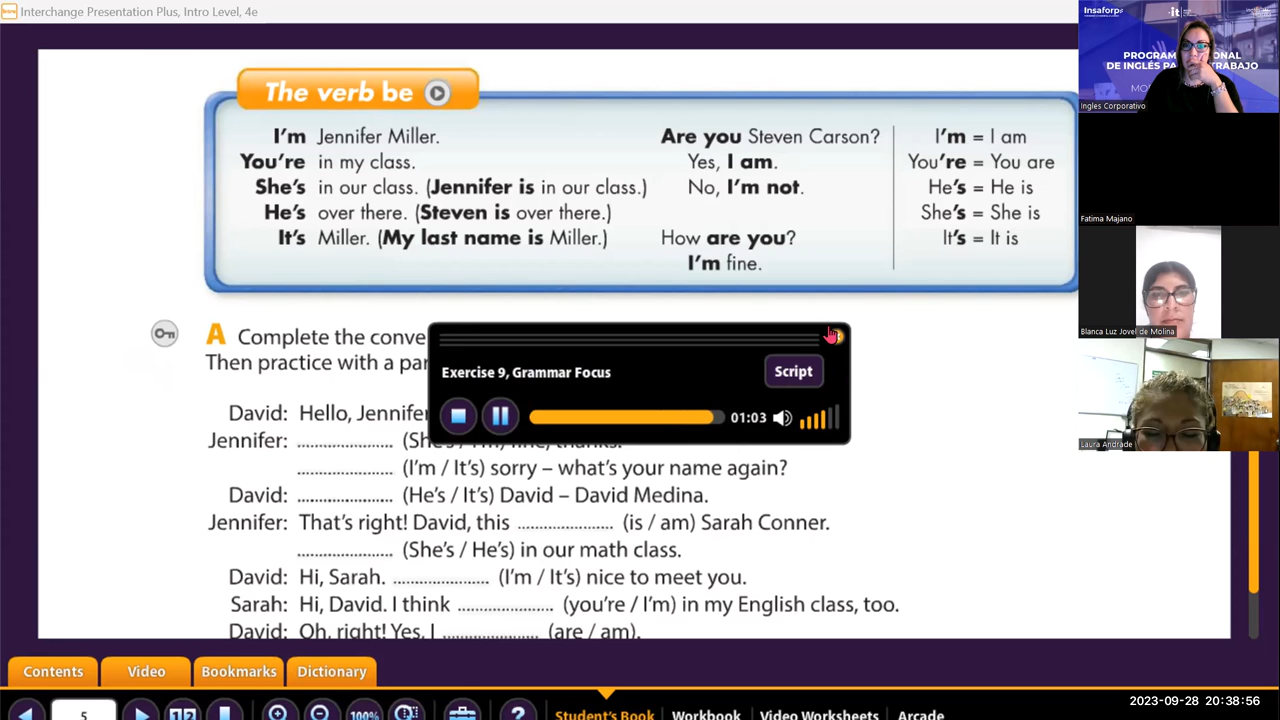 Interchange Presentation Plus, Intro Level, 4e
The verb be
I'm Jennifer Miller.
You're in my class.
She's in our class. (Jennifer is in our class.)
He's over there. (Steven is over there.)
It's Miller. (My last name is Miller.)
Are you Steven Carson?
Yes, I am.
No, I'm not.
How are you?
I'm fine.
I'm = I am
You're = You are
He's = He is
She's = She is
It's = It is
A Complete the conve
Then practice with a par
Exercise 9, Grammar Focus
Script
01:03
David: Hello, Jennifer
Jennifer: .................... (She's / I'm) fine, thanks.
.................... (I'm / It's) sorry – what's your name again?
David: .................... (He's / It's) David – David Medina.
Jennifer: That's right! David, this .................... (is / am) Sarah Conner.
.................... (She's / He's) in our math class.
David: Hi, Sarah. .................... (I'm / It's) nice to meet you.
Sarah: Hi, David. I think .................... (you're / I'm) in my English class, too.
David: Oh, right! Yes, I .................... (are / am).
Insaforp
it
PROGRAMA
DE INGLÉS
TRABAJO
Ingles Corporativo
Fatima Majano
Blanca Luz Jovel de Molina
Laura Andrade
Contents
Video
Bookmarks
Dictionary
5
100%
?
Student's Book
Workbook
Video Worksheets
Arcade
2023-09-28 20:38:56